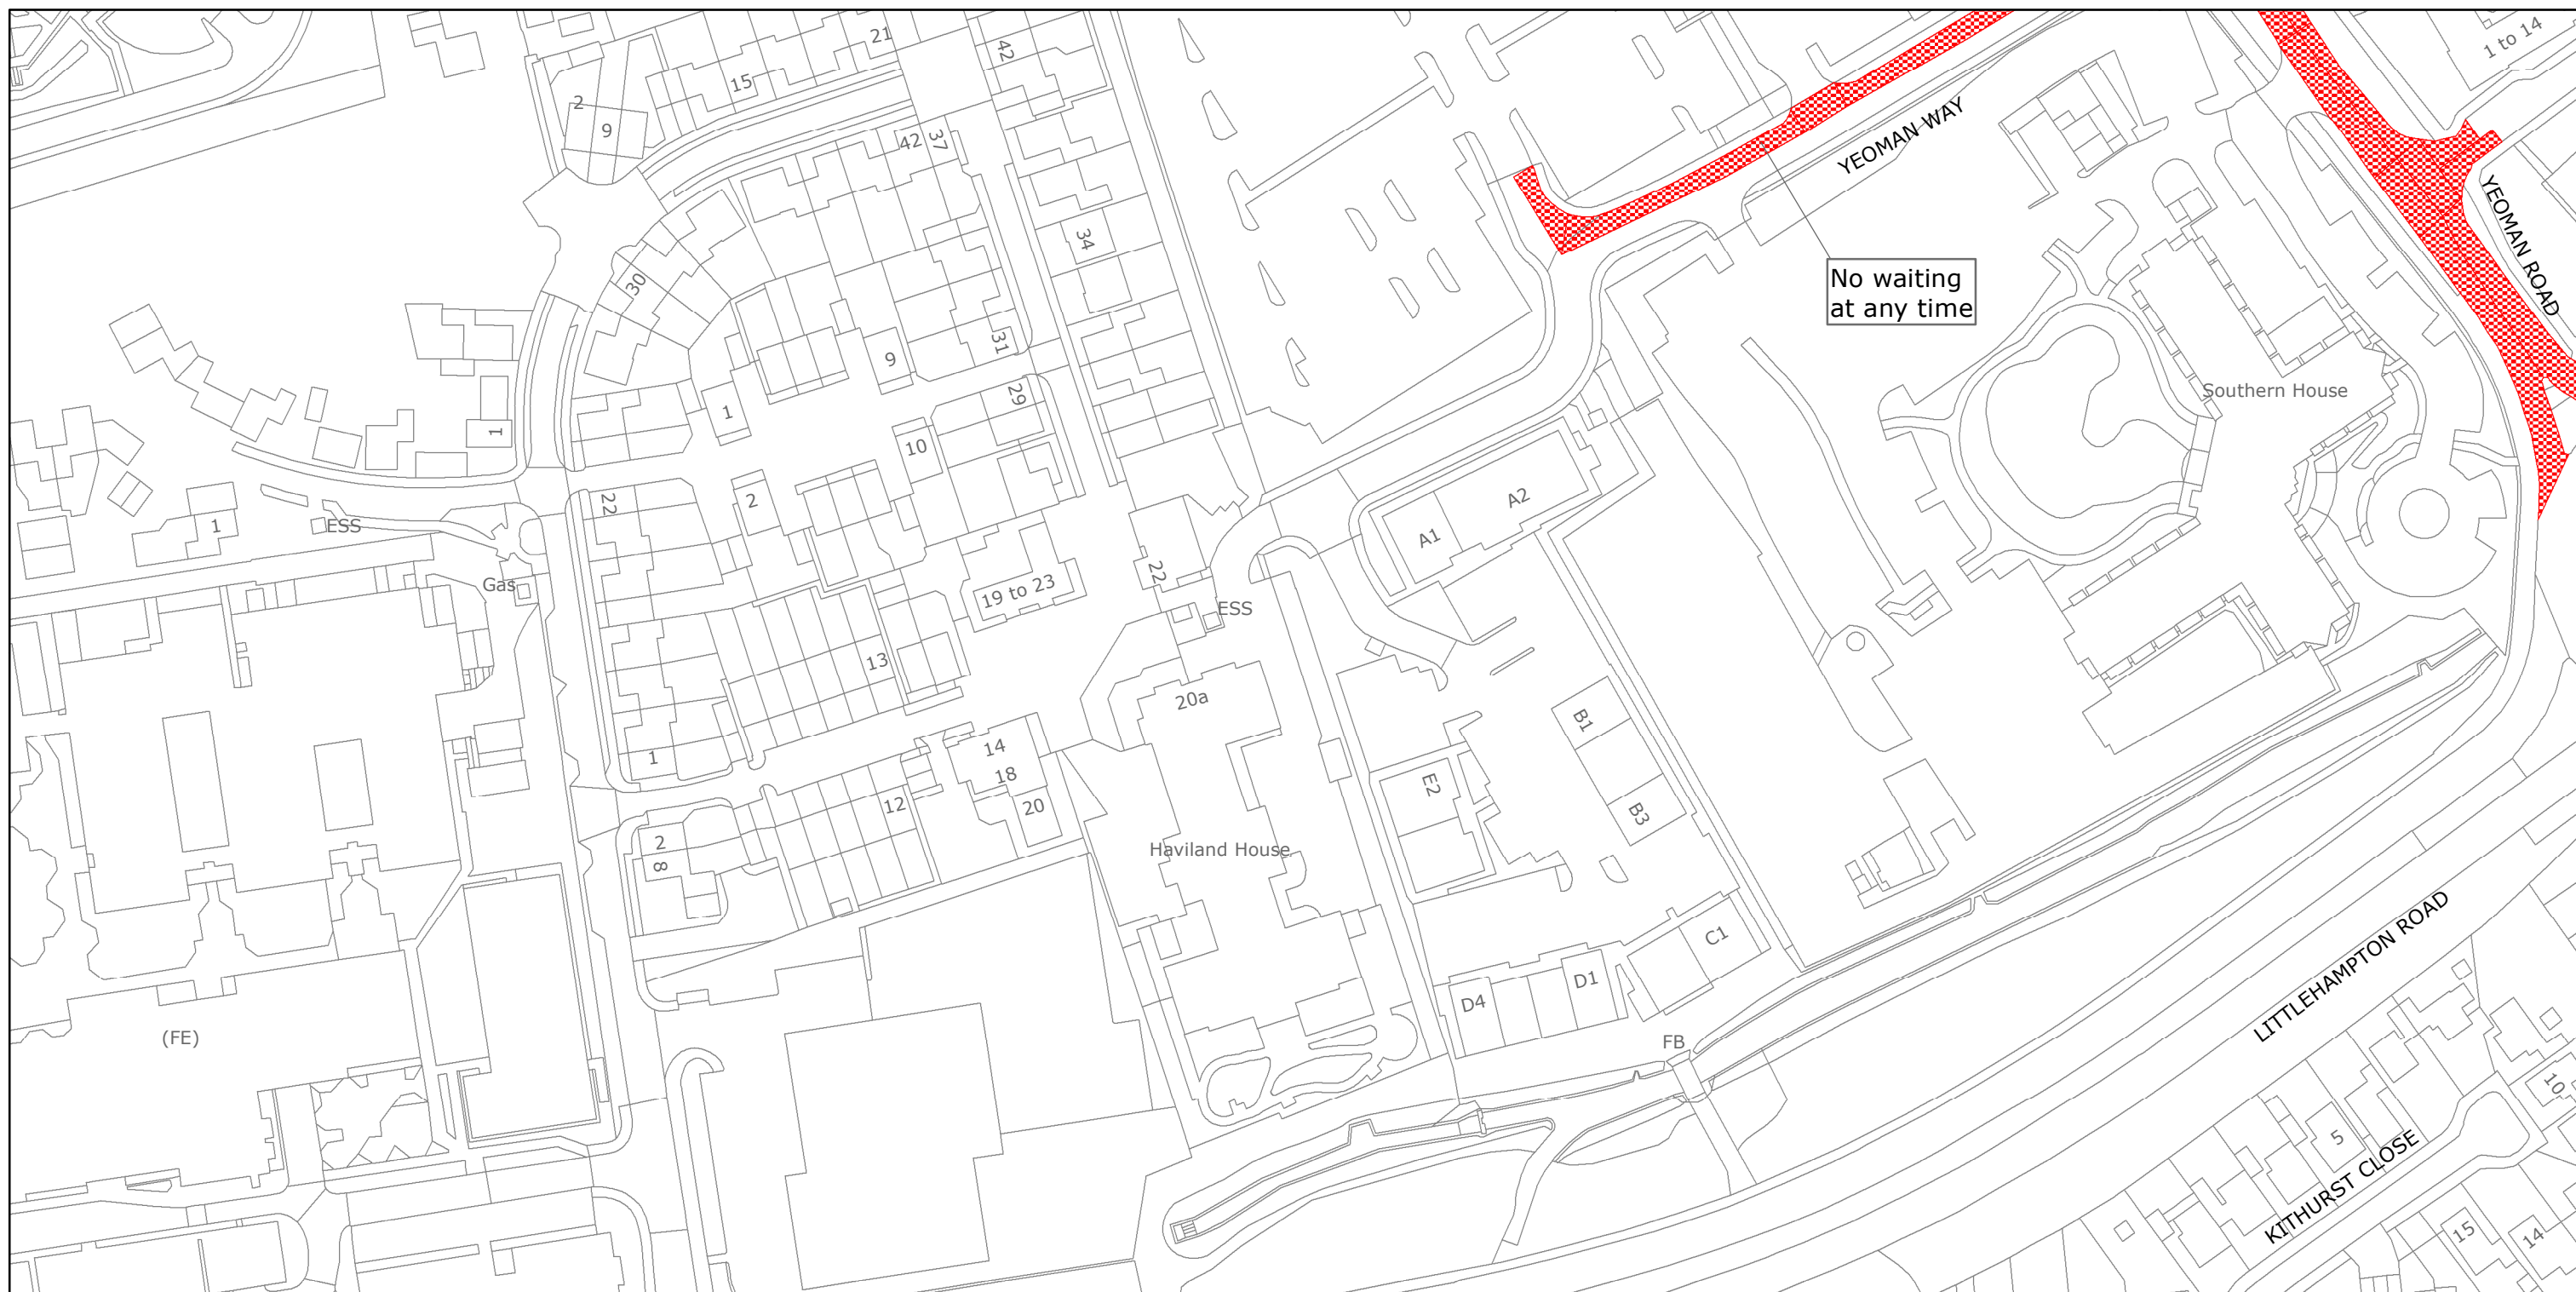 21
42
1 to 14
15
2
9
42
37
YEOMAN WAY
YEOMAN ROAD
34
30
No waiting
at any time
31
9
29
Southern House
1
1
10
22
2
A2
A1
1
ESS
Gas
22
19 to 23
ESS
13
20a
B1
14
1
18
E2
12
20
B3
2
8
Haviland House
C1
D1
D4
LITTLEHAMPTON ROAD
(FE)
FB
10
5
KITHURST CLOSE
15
14